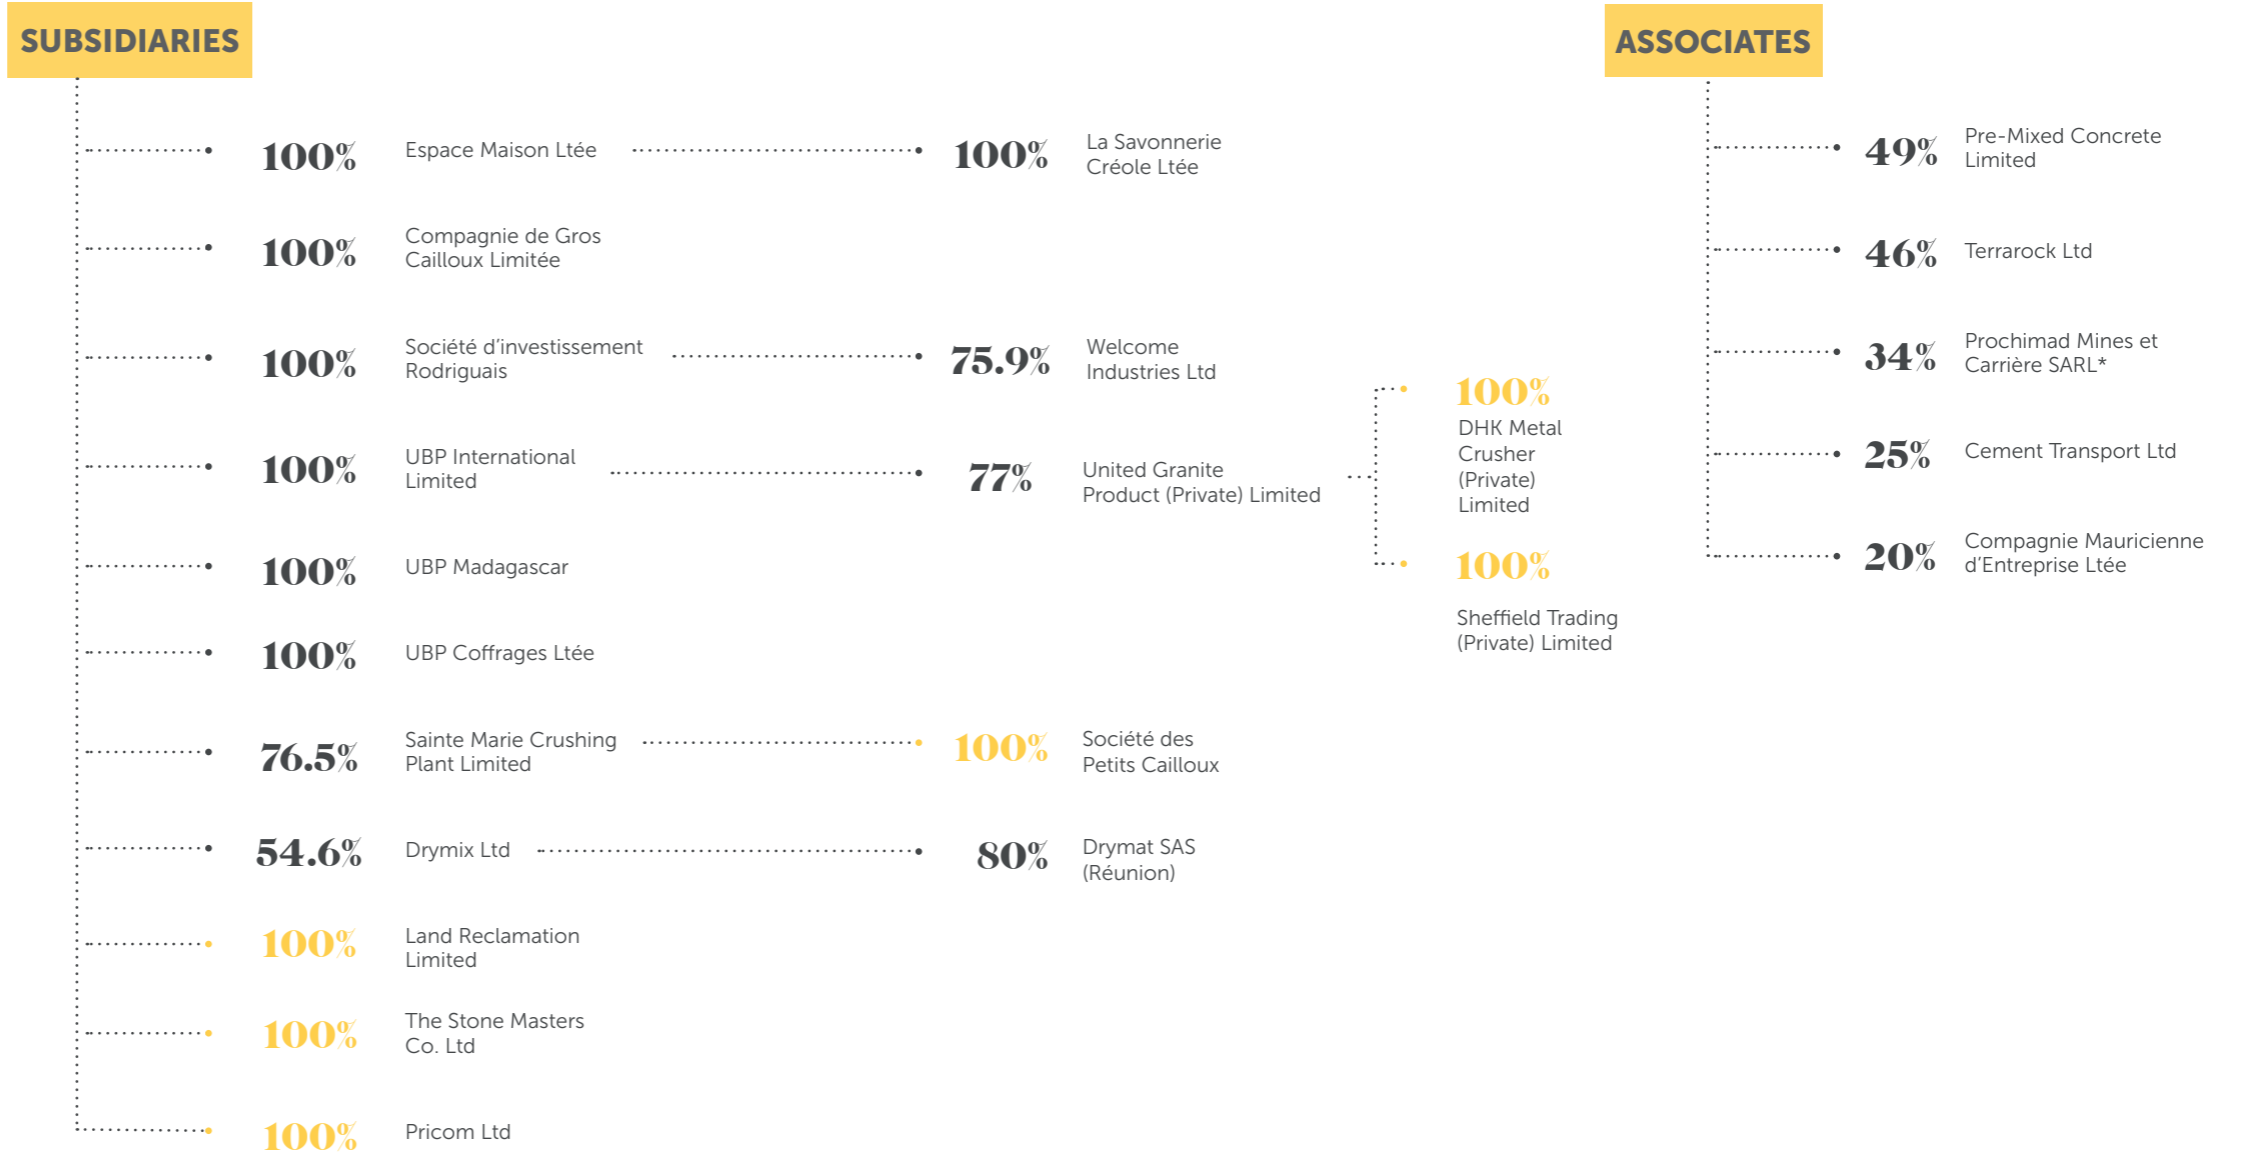 SUBSIDIARIES
100%
Espace Maison Ltée
100%
La Savonnerie
Créole Ltée
100%
Compagnie de Gros
Cailloux Limitée
100%
Société d'investissement
Rodriguais
75.9%
Welcome
Industries Ltd
100%
UBP International
Limited
77%
United Granite
Product (Private) Limited
100%
DHK Metal
Crusher
(Private)
Limited
100%
Sheffield Trading
(Private) Limited
100%
UBP Madagascar
100%
UBP Coffrages Ltée
76.5%
Sainte Marie Crushing
Plant Limited
100%
Société des
Petits Cailloux
54.6%
Drymix Ltd
80%
Drymat SAS
(Réunion)
100%
Land Reclamation
Limited
100%
The Stone Masters
Co. Ltd
100%
Pricom Ltd
ASSOCIATES
49%
Pre-Mixed Concrete
Limited
46%
Terrarock Ltd
34%
Prochimad Mines et
Carrière SARL*
25%
Cement Transport Ltd
20%
Compagnie Mauricienne
d'Entreprise Ltée